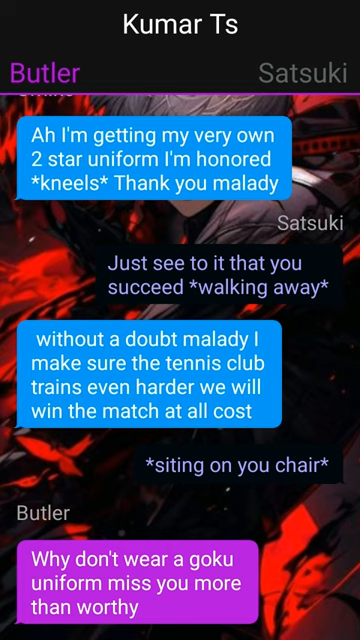 Kumar Ts
Butler
Satsuki
Ah I'm getting my very own
2 star uniform I'm honored
*kneels* Thank you malady
Satsuki
Just see to it that you
succeed *walking away*
without a doubt malady I
make sure the tennis club
trains even harder we will
win the match at all cost
*siting on you chair*
Butler
Why don't wear a goku
uniform miss you more
than worthy